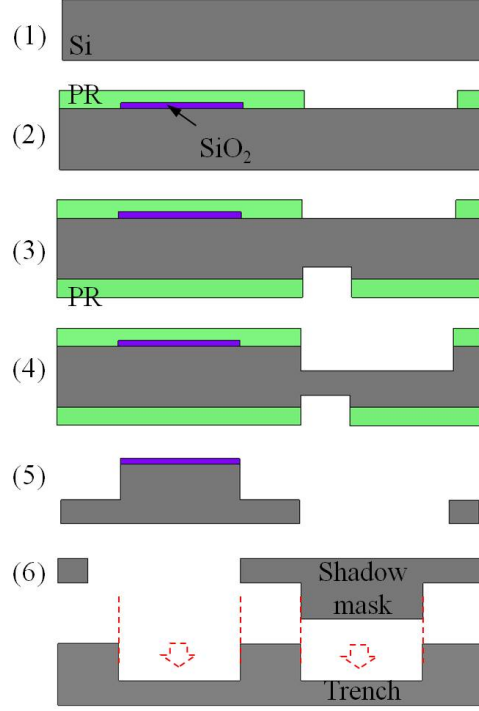 (1)
Si
PR
(2)
SiO₂
(3)
PR
(4)
(5)
(6)
Shadow
mask
Trench